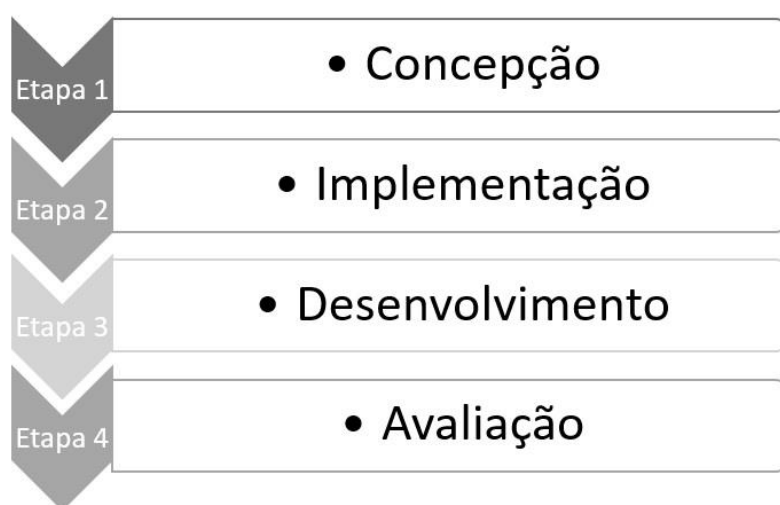 Etapa 1
• Concepção
Etapa 2
• Implementação
Etapa 3
• Desenvolvimento
Etapa 4
• Avaliação